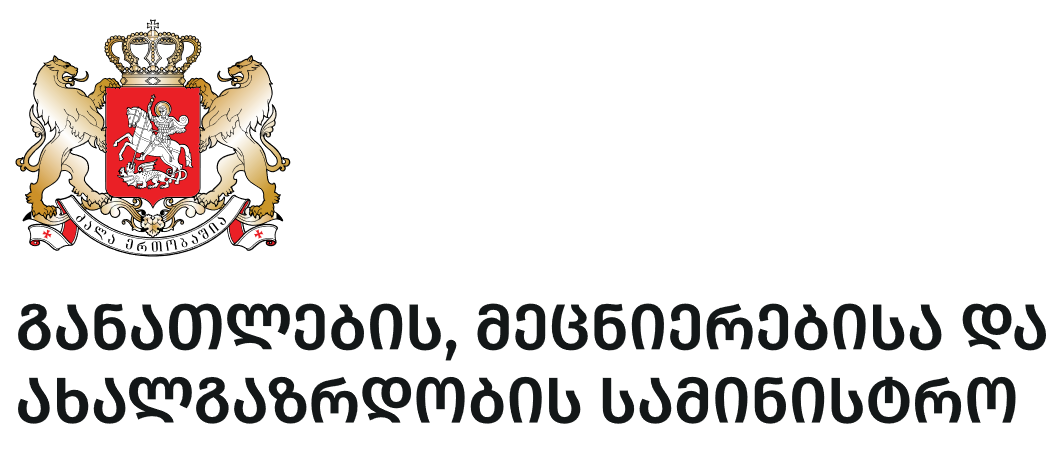 ძალა ერთობაშია
განათლების, მეცნიერებისა და
ახალგაზრდობის სამინისტრო